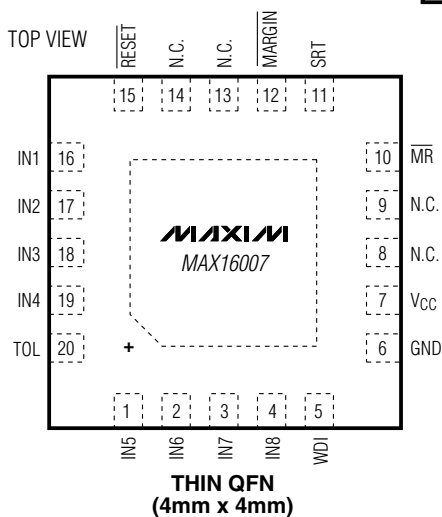 TOP VIEW
RESET
N.C.
N.C.
MARGIN
SRT
15
14
13
12
11
IN1 16
IN2 17
IN3 18
IN4 19
TOL 20
10 MR
9 N.C.
8 N.C.
7 VCC
6 GND
MAXIM
MAX16007
+
1
2
3
4
5
IN5
IN6
IN7
IN8
WDI
THIN QFN
(4mm x 4mm)